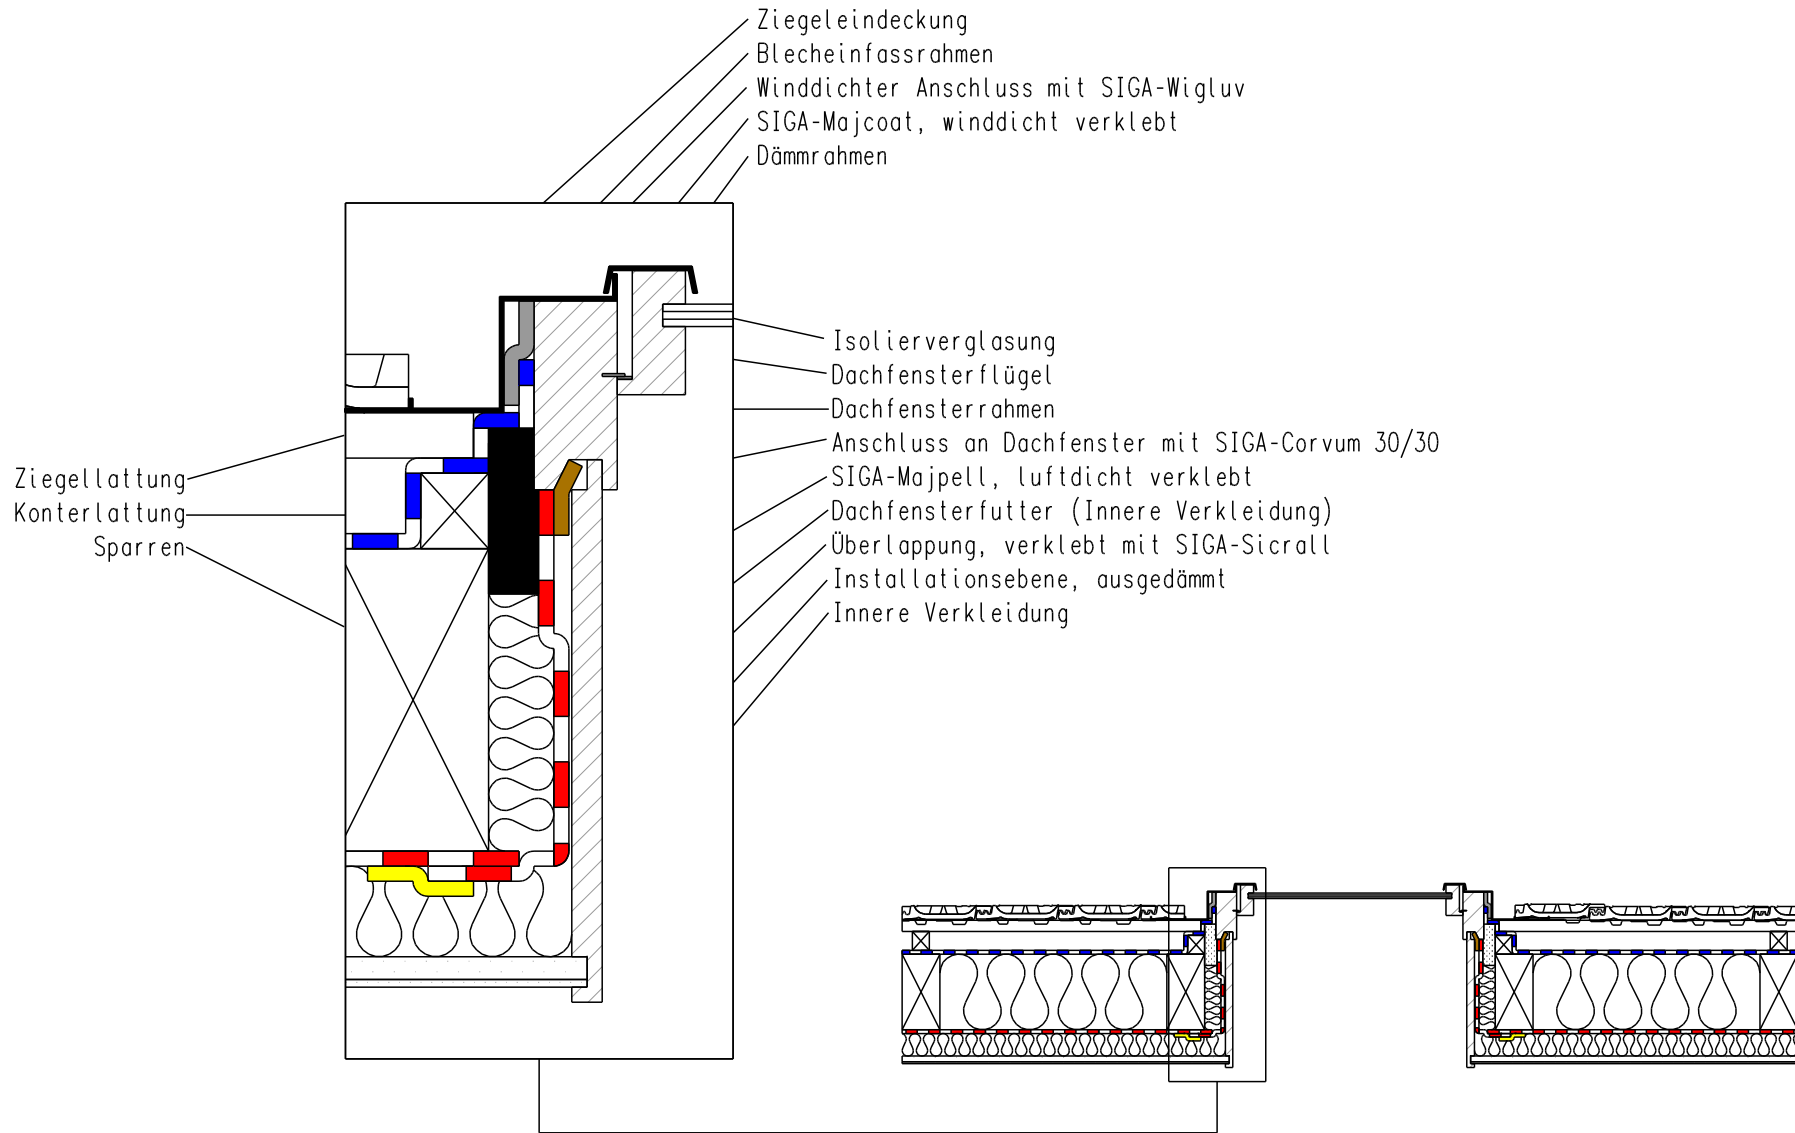 Ziegeleindeckung
Blecheinfassrahmen
Winddichter Anschluss mit SIGA-Wigluv
SIGA-Majcoat, winddicht verklebt
Dämmrahmen
Isolierverglasung
Dachfensterflügel
Dachfensterrahmen
Anschluss an Dachfenster mit SIGA-Corvum 30/30
SIGA-Majpell, luftdicht verklebt
Dachfensterfutter (Innere Verkleidung)
Überlappung, verklebt mit SIGA-Sicrall
Installationsebene, ausgedämmt
Innere Verkleidung
Ziegellattung
Konterlattung
Sparren